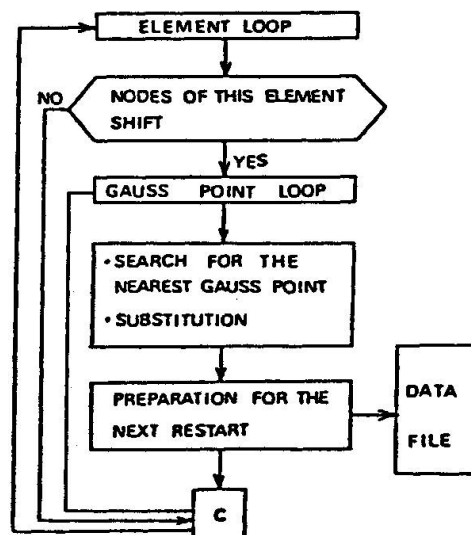 ELEMENT LOOP
NO
NODES OF THIS ELEMENT
SHIFT
YES
GAUSS POINT LOOP
•SEARCH FOR THE
NEAREST GAUSS POINT
•SUBSTITUTION
PREPARATION FOR THE
NEXT RESTART
DATA
FILE
C